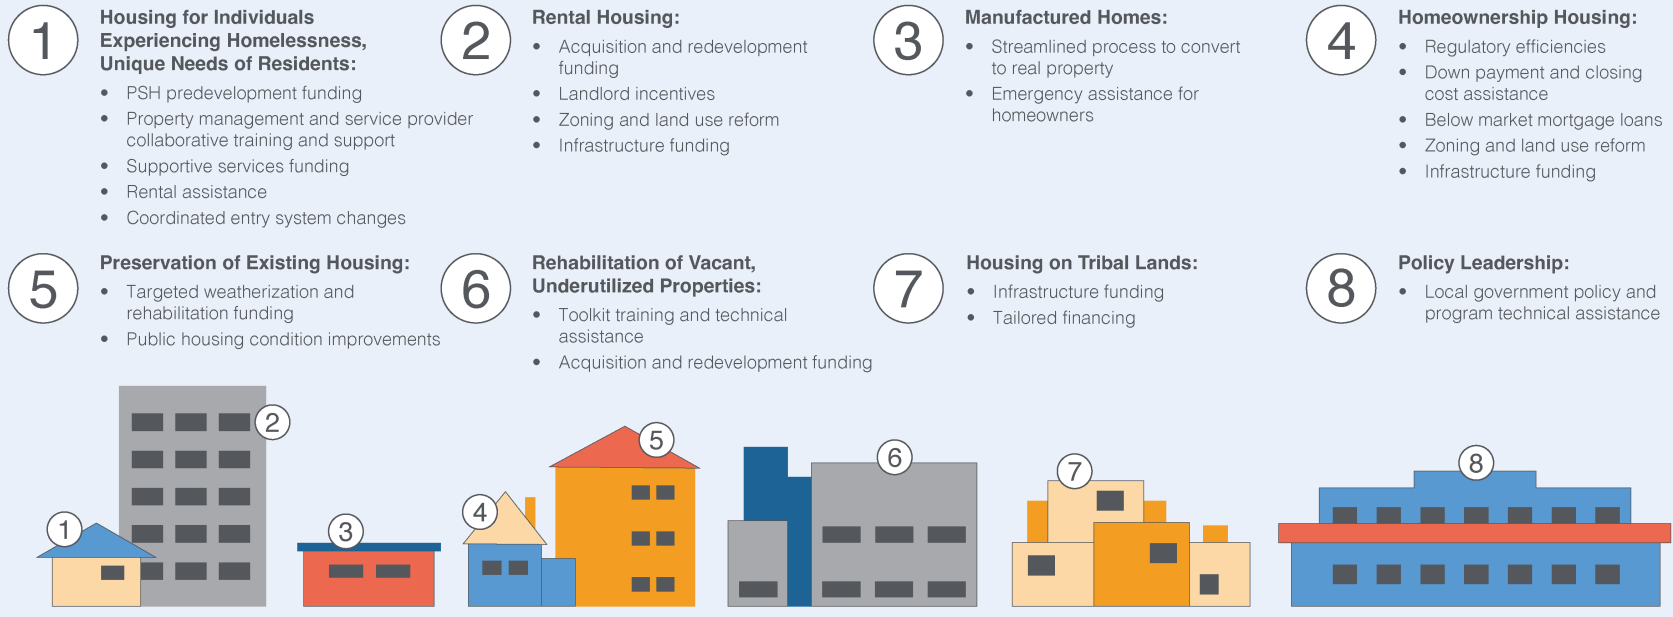 1
Housing for Individuals
Experiencing Homelessness,
Unique Needs of Residents:
• PSH predevelopment funding
• Property management and service provider
collaborative training and support
• Supportive services funding
• Rental assistance
• Coordinated entry system changes
2
Rental Housing:
• Acquisition and redevelopment
funding
• Landlord incentives
• Zoning and land use reform
• Infrastructure funding
3
Manufactured Homes:
• Streamlined process to convert
to real property
• Emergency assistance for
homeowners
4
Homeownership Housing:
• Regulatory efficiencies
• Down payment and closing
cost assistance
• Below market mortgage loans
• Zoning and land use reform
• Infrastructure funding
5
Preservation of Existing Housing:
• Targeted weatherization and
rehabilitation funding
• Public housing condition improvements
6
Rehabilitation of Vacant,
Underutilized Properties:
• Toolkit training and technical
assistance
• Acquisition and redevelopment funding
7
Housing on Tribal Lands:
• Infrastructure funding
• Tailored financing
8
Policy Leadership:
• Local government policy and
program technical assistance
1
2
3
4
5
6
7
8